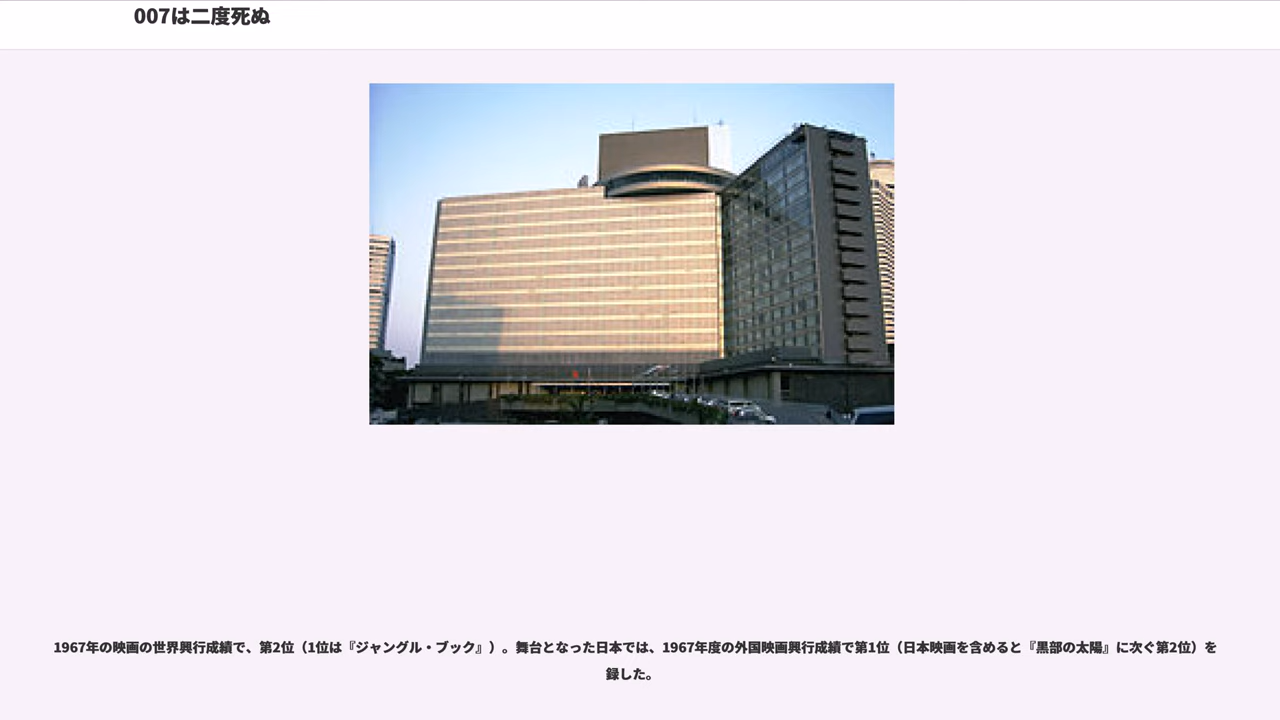 007は二度死ぬ
1967年の映画の世界興行成績で、第2位（1位は『ジャングル・ブック』）。舞台となった日本では、1967年度の外国映画興行成績で第1位（日本映画を含めると『黒部の太陽』に次ぐ第2位）を
録した。